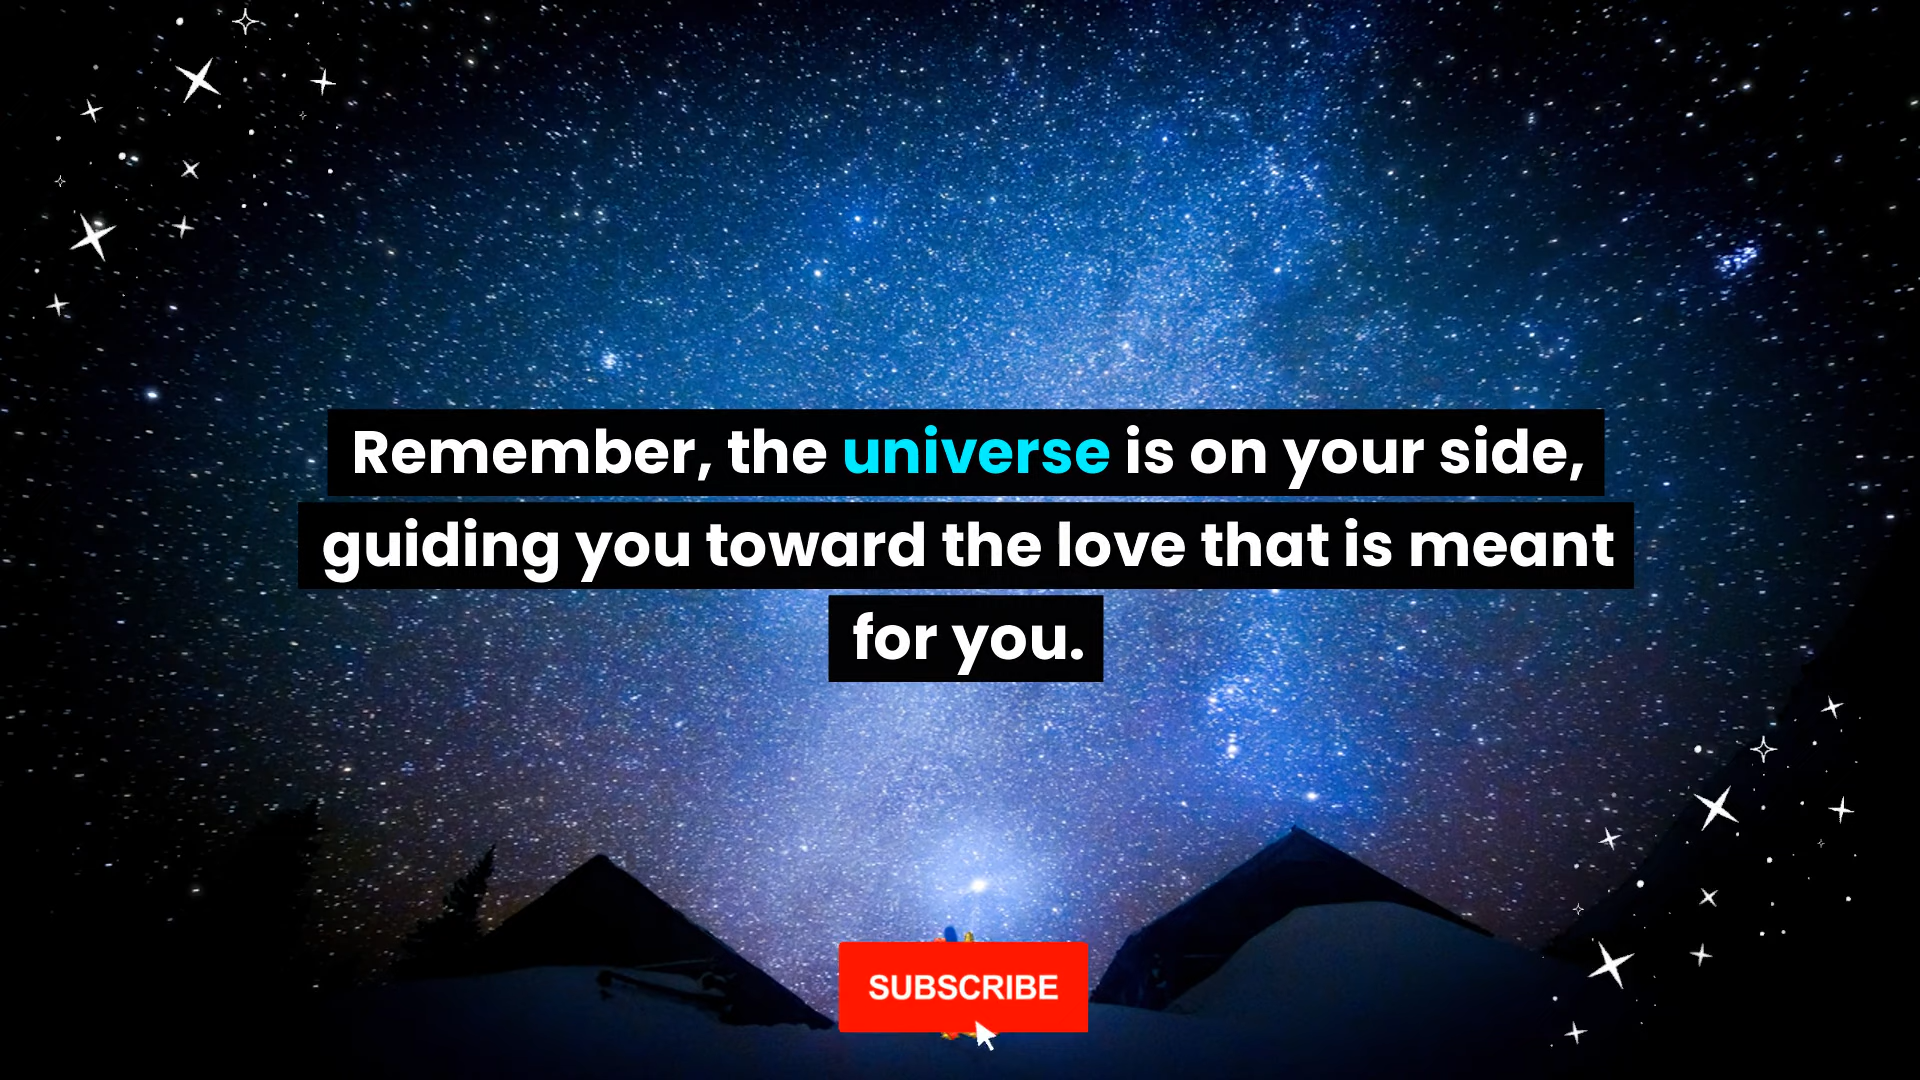 Remember, the universe is on your side,
guiding you toward the love that is meant
for you.
SUBSCRIBE